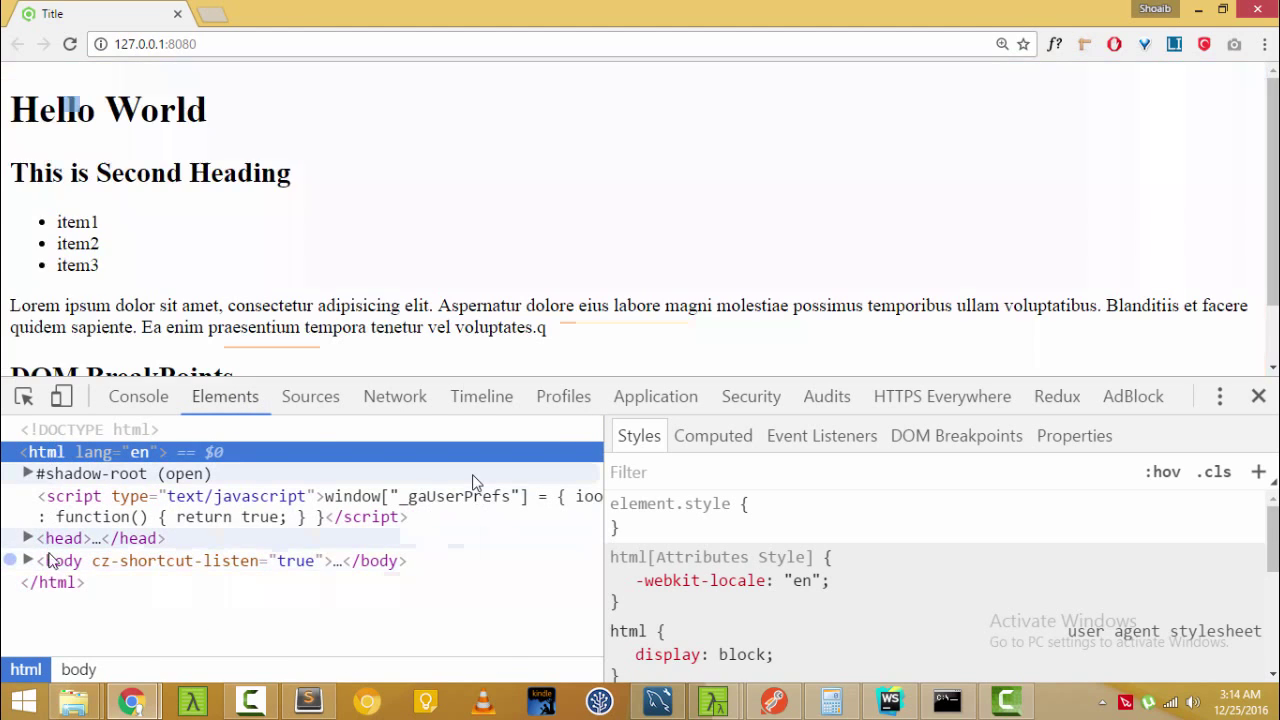 Title
Shoaib
127.0.0.1:8080
f?
Hello World
This is Second Heading
item1
item2
item3
Lorem ipsum dolor sit amet, consectetur adipisicing elit. Aspernatur dolore eius labore magni molestiae possimus temporibus ullam voluptatibus. Blanditiis et facere
quidem sapiente. Ea enim praesentium tempora tenetur vel voluptates.q
DOM BreakPoints
Console Elements Sources Network Timeline Profiles Application Security Audits HTTPS Everywhere Redux AdBlock
<!DOCTYPE html>
<html lang="en"> == $0
#shadow-root (open)
<script type="text/javascript">window["_gaUserPrefs"] = { ioo
: function() { return true; } }</script>
<head>…</head>
<body cz-shortcut-listen="true">…</body>
</html>
html body
Styles Computed Event Listeners DOM Breakpoints Properties
Filter :hov .cls +
element.style {
}
html[Attributes Style] {
-webkit-locale: "en";
}
html { user agent stylesheet
display: block;
}
Activate Windows
Go to PC settings to activate Windows.
kindle
WS
3:14 AM
12/25/2016